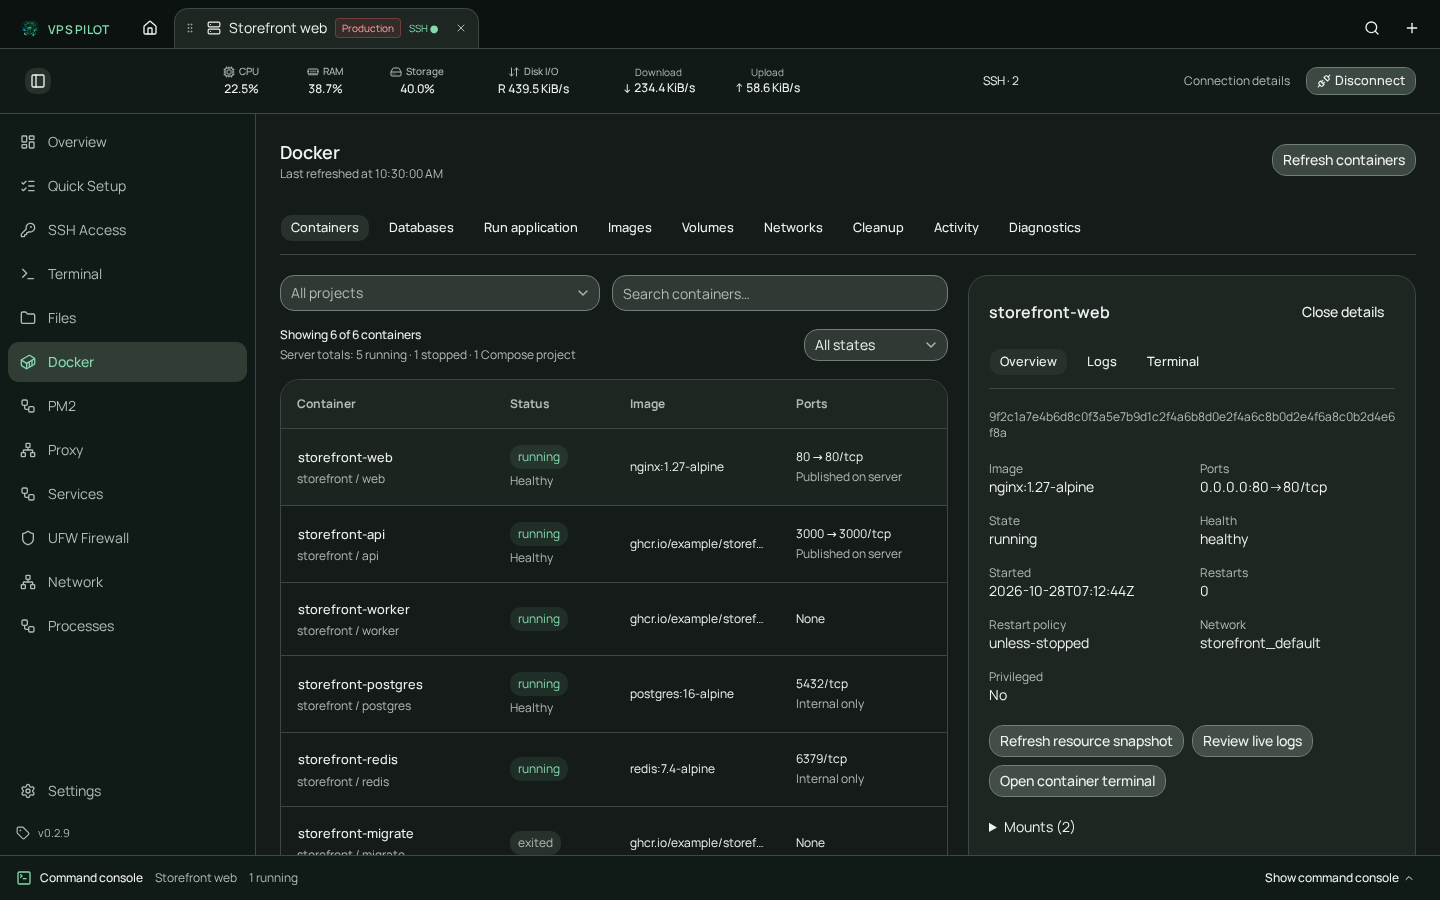 VPS PILOT
Storefront web Production SSH
CPU RAM Storage Disk I/O Download Upload
22.5% 38.7% 40.0% R 439.5 KiB/s ↓ 234.4 KiB/s ↑ 58.6 KiB/s
SSH · 2
Connection details Disconnect
Overview
Quick Setup
SSH Access
Terminal
Files
Docker
PM2
Proxy
Services
UFW Firewall
Network
Processes
Settings
v0.2.9
Docker
Last refreshed at 10:30:00 AM
Refresh containers
Containers Databases Run application Images Volumes Networks Cleanup Activity Diagnostics
All projects Search containers...
Showing 6 of 6 containers
Server totals: 5 running · 1 stopped · 1 Compose project
All states
Container Status Image Ports
storefront-web running nginx:1.27-alpine 80 → 80/tcp
storefront / web Healthy Published on server
storefront-api running ghcr.io/example/storef... 3000 → 3000/tcp
storefront / api Healthy Published on server
storefront-worker running ghcr.io/example/storef... None
storefront / worker
storefront-postgres running postgres:16-alpine 5432/tcp
storefront / postgres Healthy Internal only
storefront-redis running redis:7.4-alpine 6379/tcp
storefront / redis Internal only
storefront-migrate exited ghcr.io/example/storef... None
storefront / migrate
storefront-web Close details
Overview Logs Terminal
9f2c1a7e4b6d8c0f3a5e7b9d1c2f4a6b8d0e2f4a6c8b0d2e4f6a8c0b2d4e6
f8a
Image Ports
nginx:1.27-alpine 0.0.0.0:80→80/tcp
State Health
running healthy
Started Restarts
2026-10-28T07:12:44Z 0
Restart policy Network
unless-stopped storefront_default
Privileged
No
Refresh resource snapshot Review live logs
Open container terminal
Mounts (2)
Command console Storefront web 1 running
Show command console